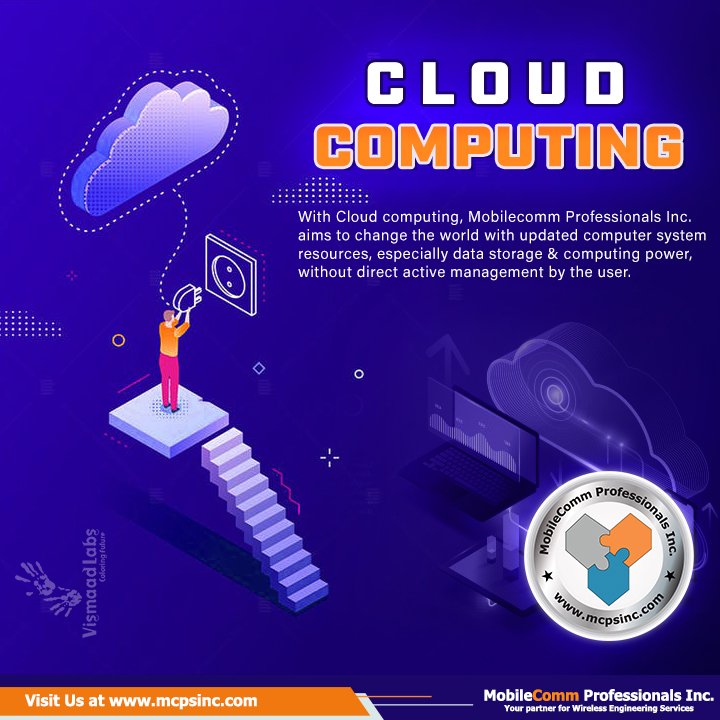 CLOUD
COMPUTING
With Cloud computing, Mobilecomm Professionals Inc.
aims to change the world with updated computer system
resources, especially data storage & computing power,
without direct active management by the user.
MobileComm Professionals Inc.
www.mcpsinc.com
Vismaad Labs
Coloring Future
Visit Us at www.mcpsinc.com
MobileComm Professionals Inc.
Your partner for Wireless Engineering Services